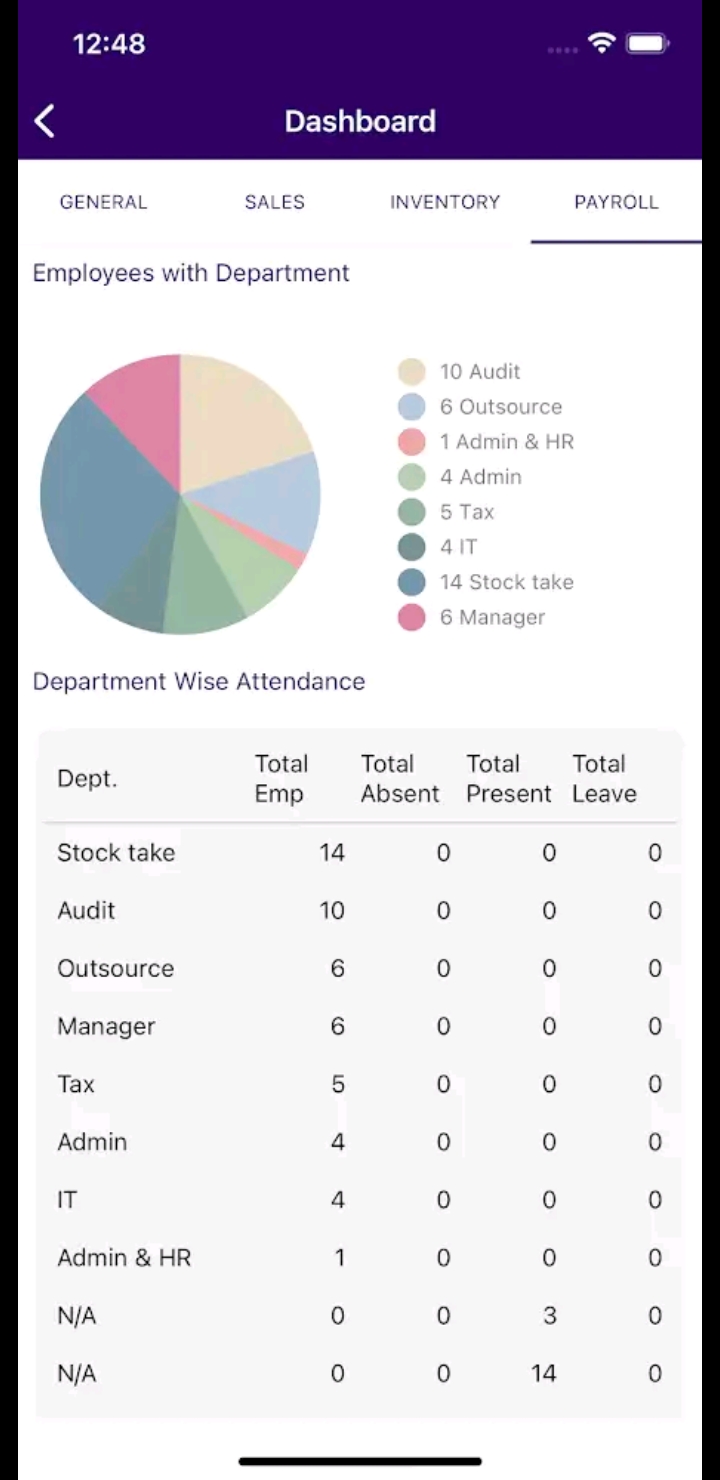 12:48
Dashboard
GENERAL SALES INVENTORY PAYROLL
Employees with Department
10 Audit
6 Outsource
1 Admin & HR
4 Admin
5 Tax
4 IT
14 Stock take
6 Manager
Department Wise Attendance
Dept. Total Emp Total Absent Total Present Total Leave
Stock take 14 0 0 0
Audit 10 0 0 0
Outsource 6 0 0 0
Manager 6 0 0 0
Tax 5 0 0 0
Admin 4 0 0 0
IT 4 0 0 0
Admin & HR 1 0 0 0
N/A 0 0 3 0
N/A 0 0 14 0